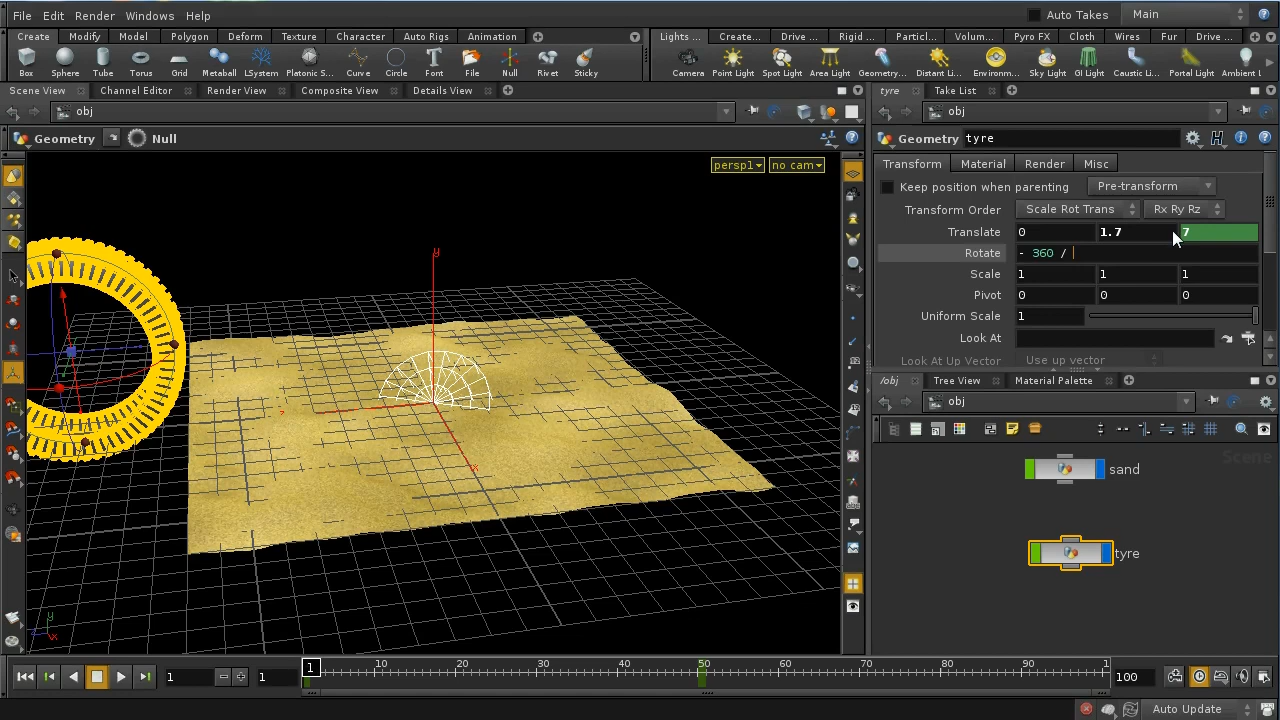 File Edit Render Windows Help Auto Takes Main
Create Modify Model Polygon Deform Texture Character Auto Rigs Animation Lights ... Create... Drive ... Rigid ... Particl... Volum... Pyro FX Cloth Wires Fur Drive ...
Box Sphere Tube Torus Grid Metaball LSystem Platonic S... Curve Circle Font File Null Rivet Sticky Camera Point Light Spot Light Area Light Geometry... Distant Li... Environm... Sky Light GI Light Caustic Li... Portal Light Ambient L
Scene View Channel Editor Render View Composite View Details View tyre Take List
obj obj
Geometry Null Geometry tyre
persp1 no cam
Transform Material Render Misc
Keep position when parenting Pre-transform
Transform Order Scale Rot Trans Rx Ry Rz
Translate 0 1.7 7
Rotate - 360 /
Scale 1 1 1
Pivot 0 0 0
Uniform Scale 1
Look At
Look At Up Vector Use up vector
/obj Tree View Material Palette
obj
Scene
sand
tyre
y
x
y
x
1 10 20 30 40 50 60 70 80 90 1
1 1 100
Auto Update